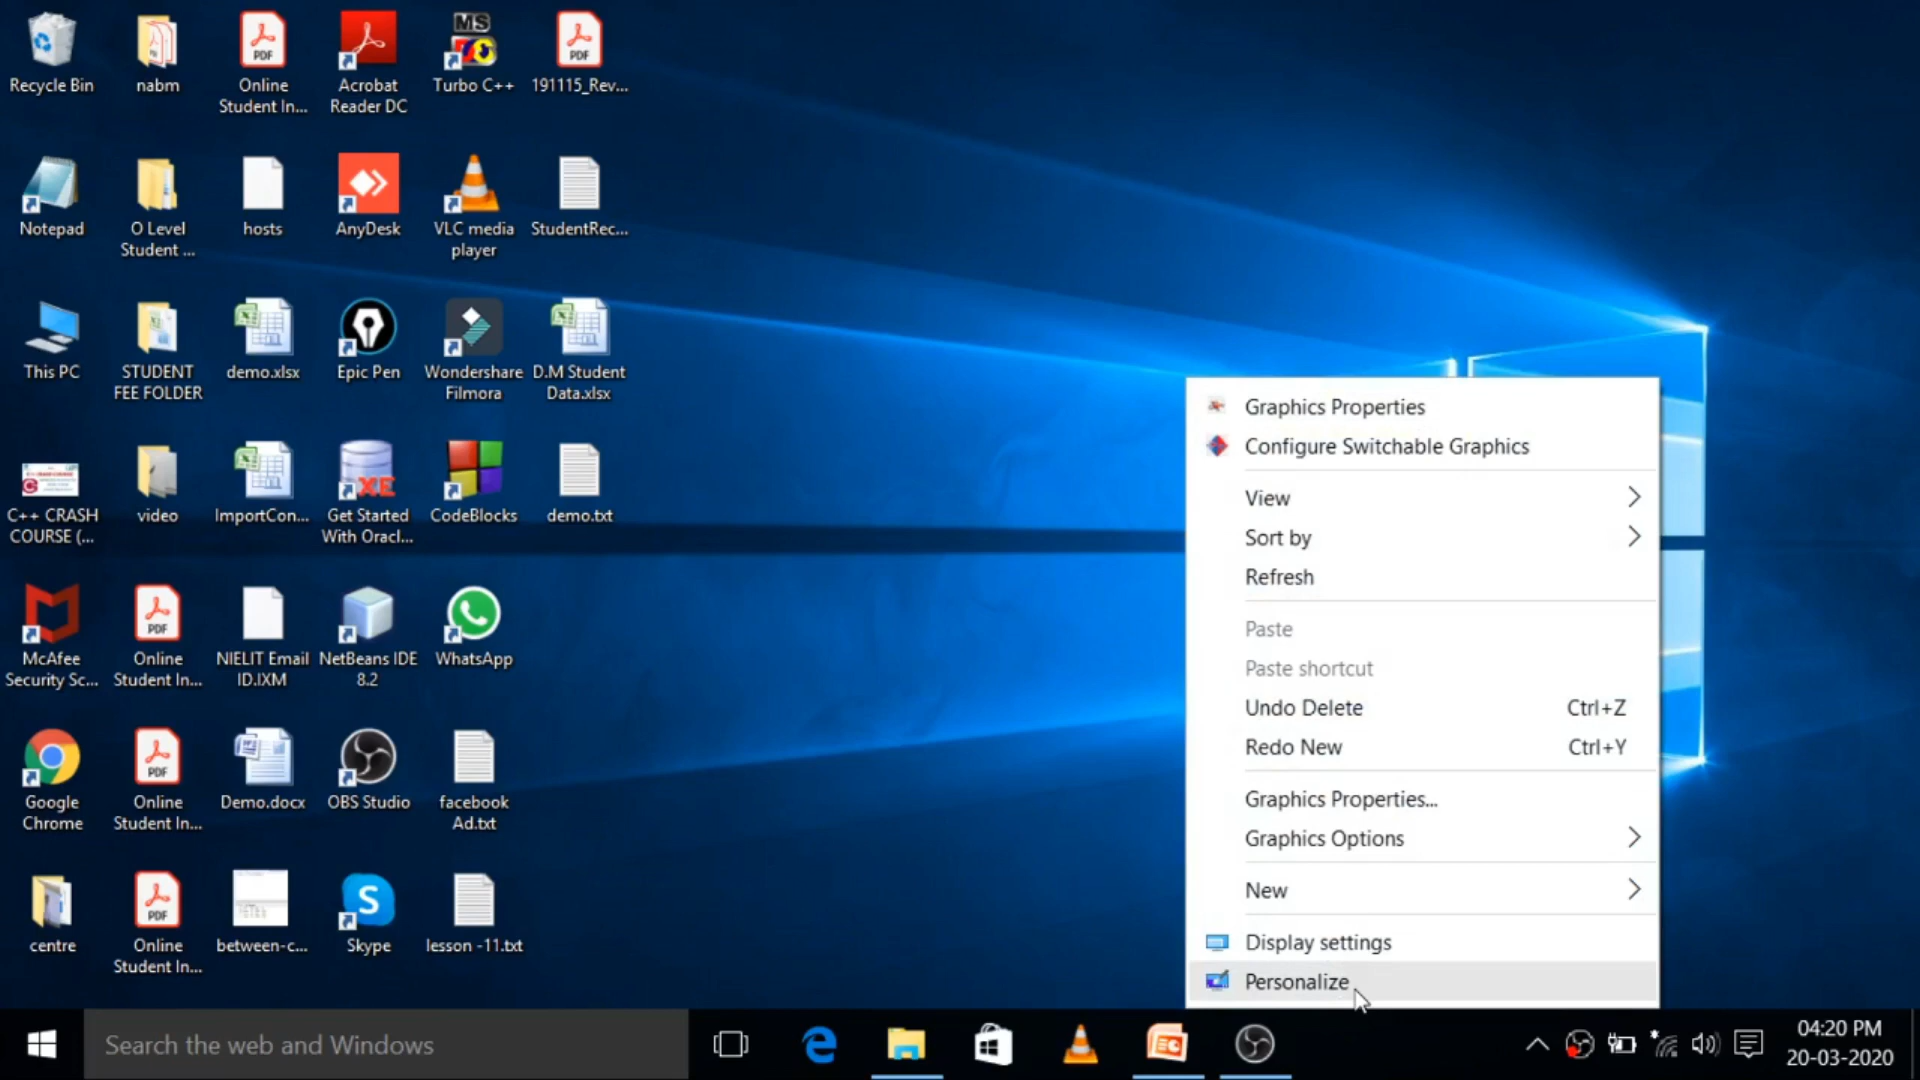 Recycle Bin
nabm
Online
Student In...
Acrobat
Reader DC
Turbo C++
191115_Rev...
Notepad
O Level
Student ...
hosts
AnyDesk
VLC media
player
StudentRec...
This PC
STUDENT
FEE FOLDER
demo.xlsx
Epic Pen
Wondershare
Filmora
D.M Student
Data.xlsx
C++ CRASH
COURSE (...
video
ImportCon...
Get Started
With Oracl...
CodeBlocks
demo.txt
McAfee
Security Sc...
Online
Student In...
NIELIT Email
ID.IXM
NetBeans IDE
8.2
WhatsApp
Google
Chrome
Online
Student In...
Demo.docx
OBS Studio
facebook
Ad.txt
centre
Online
Student In...
between-c...
Skype
lesson -11.txt
Graphics Properties
Configure Switchable Graphics
View
Sort by
Refresh
Paste
Paste shortcut
Undo Delete Ctrl+Z
Redo New Ctrl+Y
Graphics Properties...
Graphics Options
New
Display settings
Personalize
Search the web and Windows
04:20 PM
20-03-2020